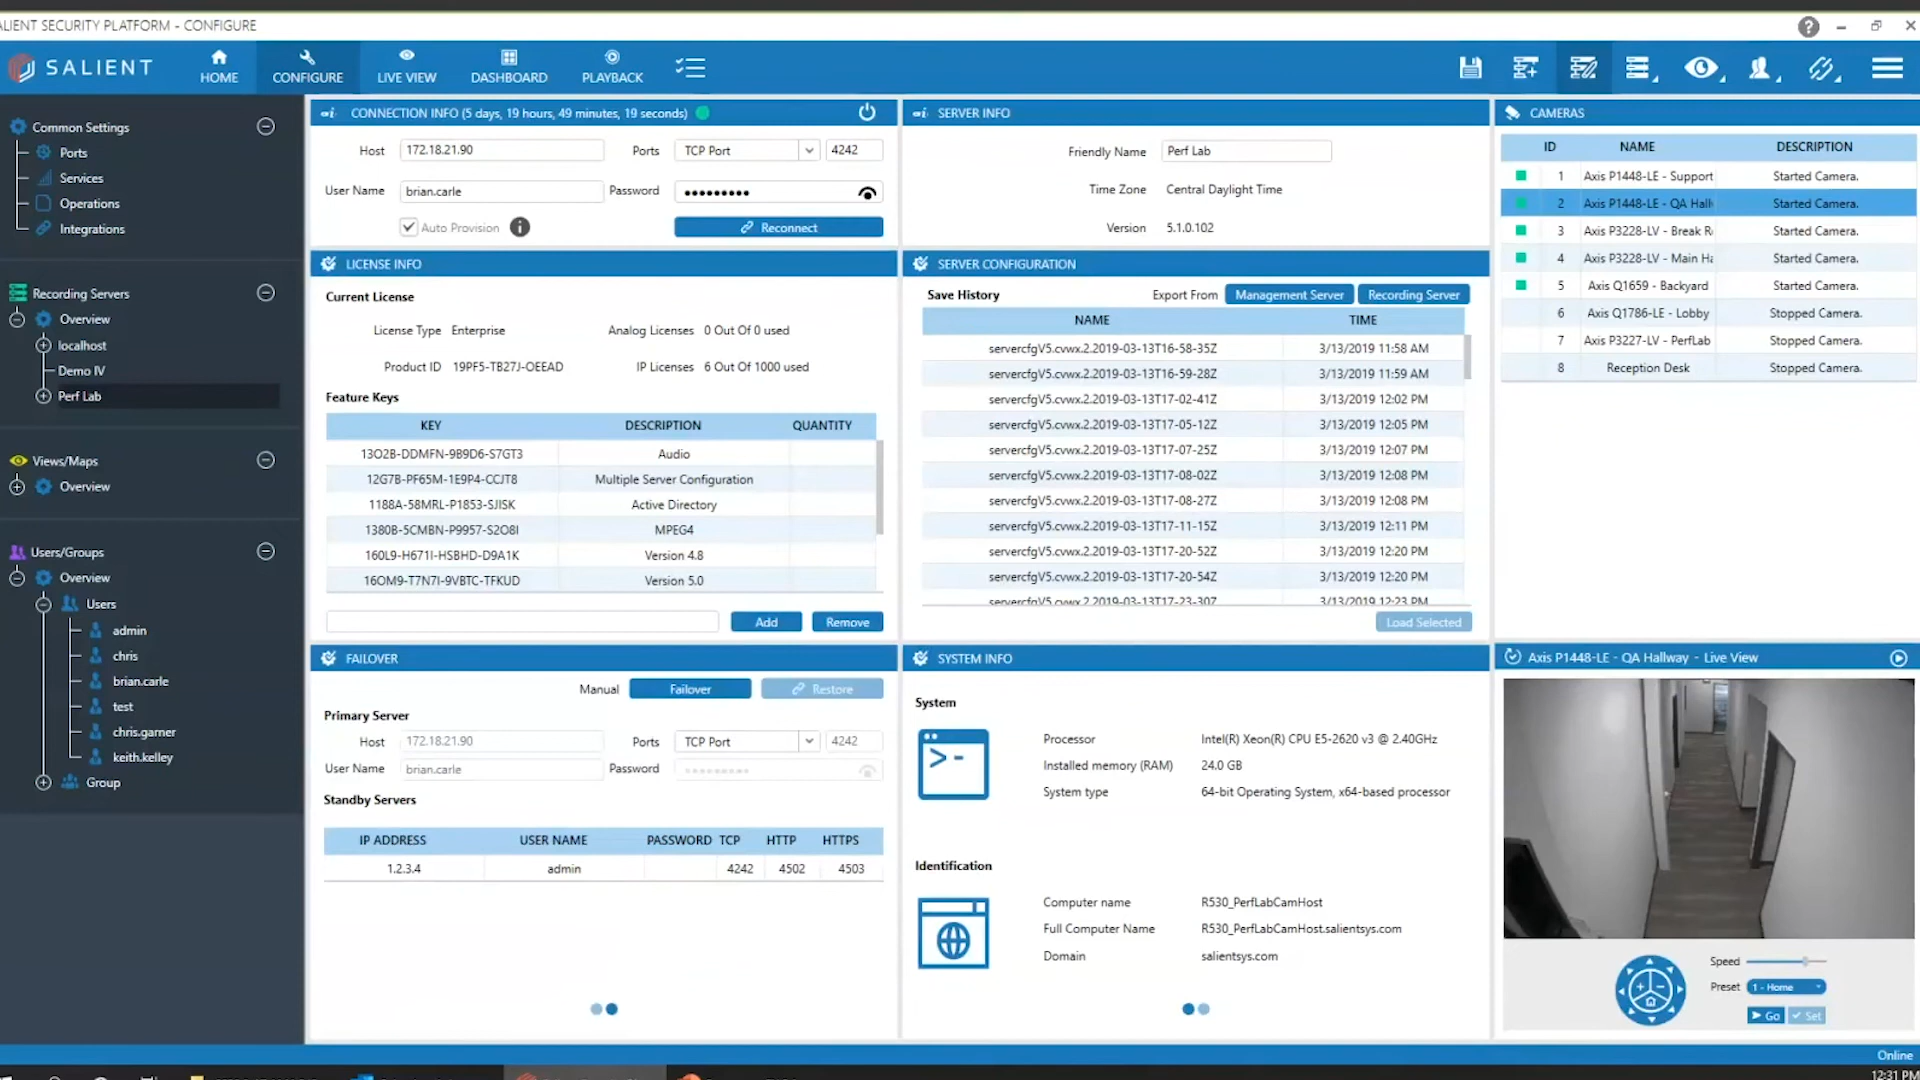 ALIENT SECURITY PLATFORM - CONFIGURE
SALIENT
HOME
CONFIGURE
LIVE VIEW
DASHBOARD
PLAYBACK
Common Settings
Ports
Services
Operations
Integrations
Recording Servers
Overview
localhost
Demo IV
Perf Lab
Views/Maps
Overview
Users/Groups
Overview
Users
admin
chris
brian.carle
test
chris.garner
keith.kelley
Group
CONNECTION INFO (5 days, 19 hours, 49 minutes, 19 seconds)
Host 172.18.21.90 Ports TCP Port 4242
User Name brian.carle Password
Auto Provision Reconnect
LICENSE INFO
Current License
License Type Enterprise Analog Licenses 0 Out Of 0 used
Product ID 19PF5-TB27J-OEEAD IP Licenses 6 Out Of 1000 used
Feature Keys
KEY DESCRIPTION QUANTITY
13O2B-DDMFN-9B9D6-S7GT3 Audio
12G7B-PF65M-1E9P4-CCJT8 Multiple Server Configuration
1188A-58MRL-P1853-SJISK Active Directory
1380B-5CMBN-P9957-S2O8I MPEG4
160L9-H671I-HSBHD-D9A1K Version 4.8
16OM9-T7N7I-9VBTC-TFKUD Version 5.0
Add Remove
FAILOVER
Manual Failover Restore
Primary Server
Host 172.18.21.90 Ports TCP Port 4242
User Name brian.carle Password
Standby Servers
IP ADDRESS USER NAME PASSWORD TCP HTTP HTTPS
1.2.3.4 admin 4242 4502 4503
SERVER INFO
Friendly Name Perf Lab
Time Zone Central Daylight Time
Version 5.1.0.102
SERVER CONFIGURATION
Save History Export From Management Server Recording Server
NAME TIME
servercfgV5.cvwx.2.2019-03-13T16-58-35Z 3/13/2019 11:58 AM
servercfgV5.cvwx.2.2019-03-13T16-59-28Z 3/13/2019 11:59 AM
servercfgV5.cvwx.2.2019-03-13T17-02-41Z 3/13/2019 12:02 PM
servercfgV5.cvwx.2.2019-03-13T17-05-12Z 3/13/2019 12:05 PM
servercfgV5.cvwx.2.2019-03-13T17-07-25Z 3/13/2019 12:07 PM
servercfgV5.cvwx.2.2019-03-13T17-08-02Z 3/13/2019 12:08 PM
servercfgV5.cvwx.2.2019-03-13T17-08-27Z 3/13/2019 12:08 PM
servercfgV5.cvwx.2.2019-03-13T17-11-15Z 3/13/2019 12:11 PM
servercfgV5.cvwx.2.2019-03-13T17-20-52Z 3/13/2019 12:20 PM
servercfgV5.cvwx.2.2019-03-13T17-20-54Z 3/13/2019 12:20 PM
servercfgV5.cvwx.2.2019-03-13T17-23-30Z 3/13/2019 12:23 PM
Load Selected
SYSTEM INFO
System
Processor Intel(R) Xeon(R) CPU E5-2620 v3 @ 2.40GHz
Installed memory (RAM) 24.0 GB
System type 64-bit Operating System, x64-based processor
Identification
Computer name R530_PerfLabCamHost
Full Computer Name R530_PerfLabCamHost.salientsys.com
Domain salientsys.com
CAMERAS
ID NAME DESCRIPTION
1 Axis P1448-LE - Support Started Camera.
2 Axis P1448-LE - QA Hall Started Camera.
3 Axis P3228-LV - Break R Started Camera.
4 Axis P3228-LV - Main Ha Started Camera.
5 Axis Q1659 - Backyard Started Camera.
6 Axis Q1786-LE - Lobby Stopped Camera.
7 Axis P3227-LV - PerfLab Stopped Camera.
8 Reception Desk Stopped Camera.
Axis P1448-LE - QA Hallway - Live View
Speed
Preset 1 - Home
Go Set
Online
12:31 PM